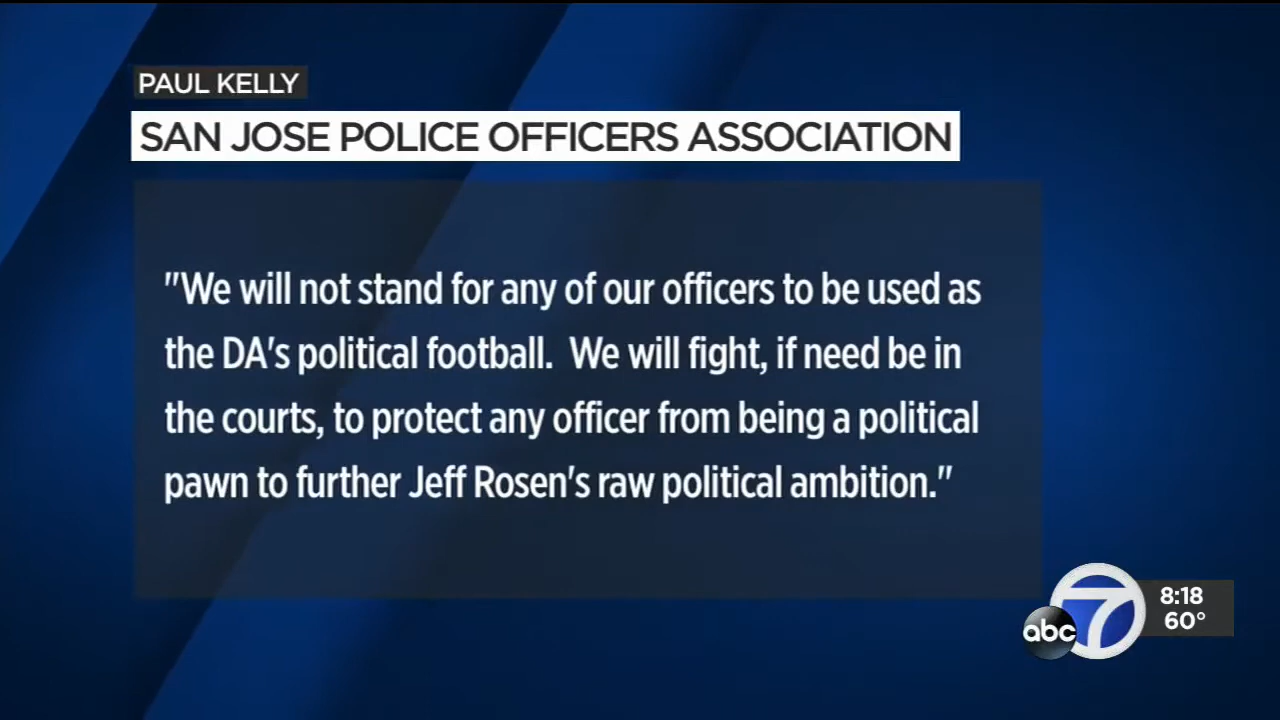 PAUL KELLY
SAN JOSE POLICE OFFICERS ASSOCIATION
"We will not stand for any of our officers to be used as
the DA's political football.  We will fight, if need be in
the courts, to protect any officer from being a political
pawn to further Jeff Rosen's raw political ambition."
abc 7
8:18
60°